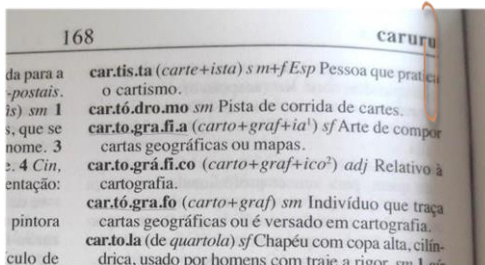 168 caruru
da para a
-postais.
is) sm 1
s, que se
nome. 3
e. 4 Cin,
entação:
pintora
culo de
car.tis.ta (carte+ista) s m+f Esp Pessoa que pratica
o cartismo.
car.tó.dro.mo sm Pista de corrida de cartes.
car.to.gra.fi.a (carto+graf+ia¹) sf Arte de compor
cartas geográficas ou mapas.
car.to.grá.fi.co (carto+graf+ico²) adj Relativo à
cartografia.
car.tó.gra.fo (carto+graf) sm Indivíduo que traça
cartas geográficas ou é versado em cartografia.
car.to.la (de quartola) sf Chapéu com copa alta, cilín-
drica, usado por homens com traje a rigor. sm 1